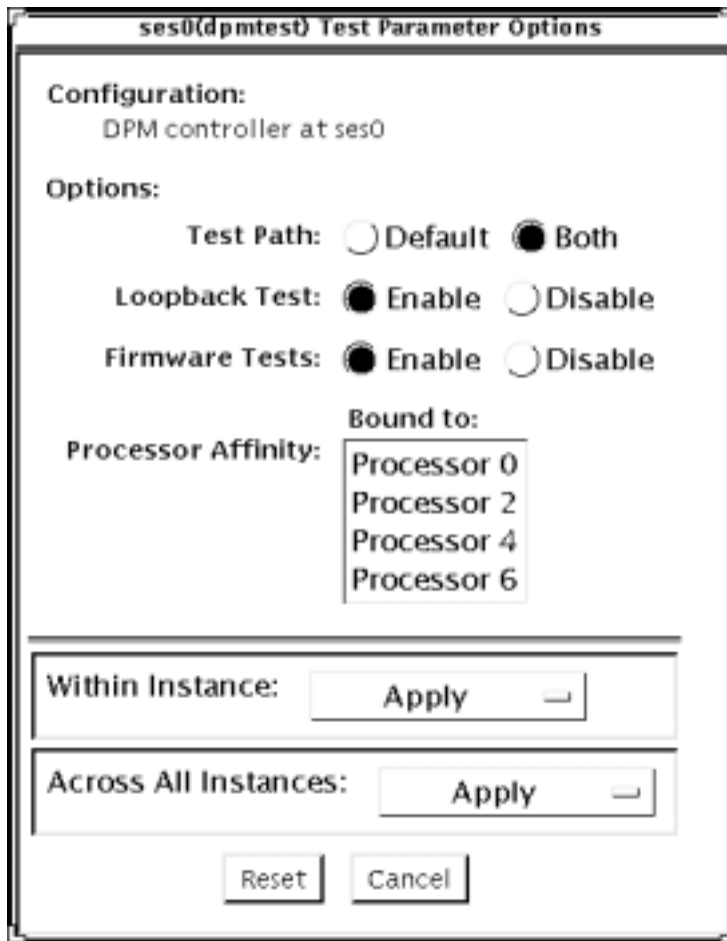 ses0(dpmtest) Test Parameter Options
Configuration:
DPM controller at ses0
Options:
Test Path: Default Both
Loopback Test: Enable Disable
Firmware Tests: Enable Disable
Bound to:
Processor Affinity:
Processor 0
Processor 2
Processor 4
Processor 6
Within Instance: Apply
Across All Instances: Apply
Reset Cancel